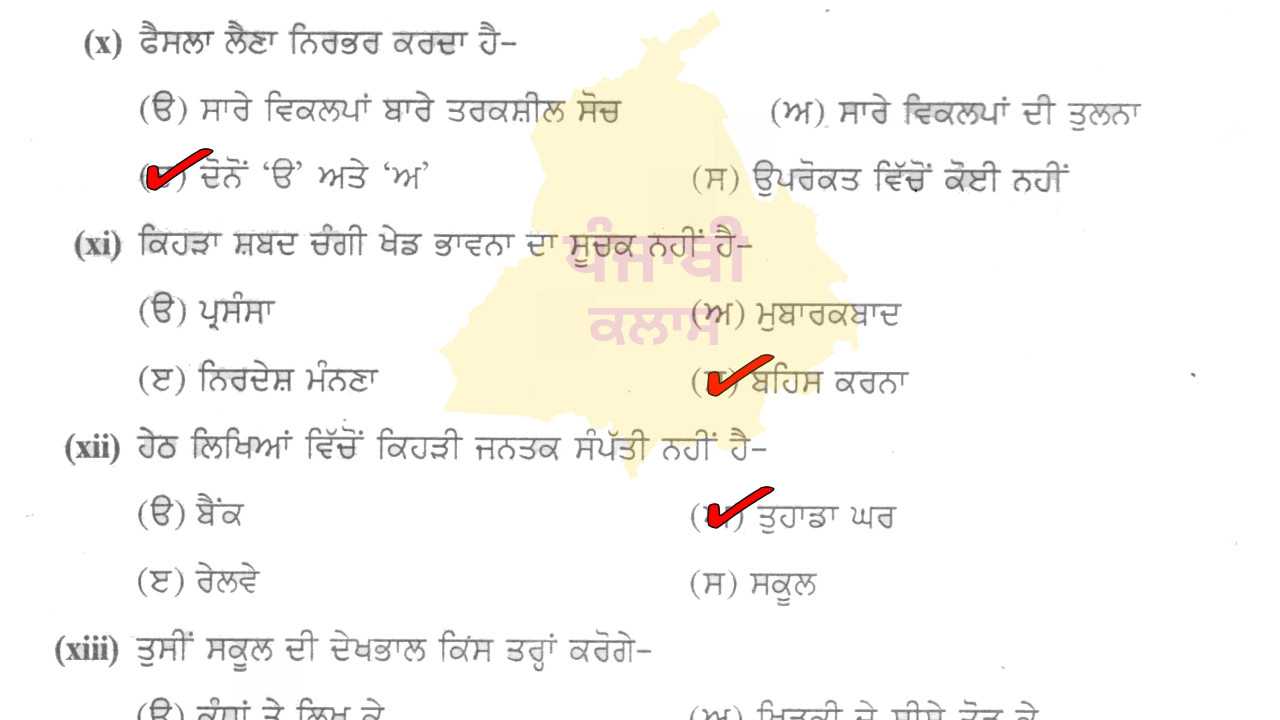 (x) ਫੈਸਲਾ ਲੈਣਾ ਨਿਰਭਰ ਕਰਦਾ ਹੈ–
(ੳ) ਸਾਰੇ ਵਿਕਲਪਾਂ ਬਾਰੇ ਤਰਕਸ਼ੀਲ ਸੋਚ (ਅ) ਸਾਰੇ ਵਿਕਲਪਾਂ ਦੀ ਤੁਲਨਾ
ਦੋਨੋਂ ‘ੳ’ ਅਤੇ ‘ਅ’ (ਸ) ਉਪਰੋਕਤ ਵਿੱਚੋਂ ਕੋਈ ਨਹੀਂ
(xi) ਕਿਹੜਾ ਸ਼ਬਦ ਚੰਗੀ ਖੇਡ ਭਾਵਨਾ ਦਾ ਸੂਚਕ ਨਹੀਂ ਹੈ–
ਪੰਜਾਬੀ
(ੳ) ਪ੍ਰਸੰਸਾ (ਅ) ਮੁਬਾਰਕਬਾਦ
ਕਲਾਸ
(ੲ) ਨਿਰਦੇਸ਼ ਮੰਨਣਾ ਬਹਿਸ ਕਰਨਾ
(xii) ਹੇਠ ਲਿਖਿਆਂ ਵਿੱਚੋਂ ਕਿਹੜੀ ਜਨਤਕ ਸੰਪੱਤੀ ਨਹੀਂ ਹੈ–
(ੳ) ਬੈਂਕ ਤੁਹਾਡਾ ਘਰ
(ੲ) ਰੇਲਵੇ (ਸ) ਸਕੂਲ
(xiii) ਤੁਸੀਂ ਸਕੂਲ ਦੀ ਦੇਖਭਾਲ ਕਿਸ ਤਰ੍ਹਾਂ ਕਰੋਗੇ–